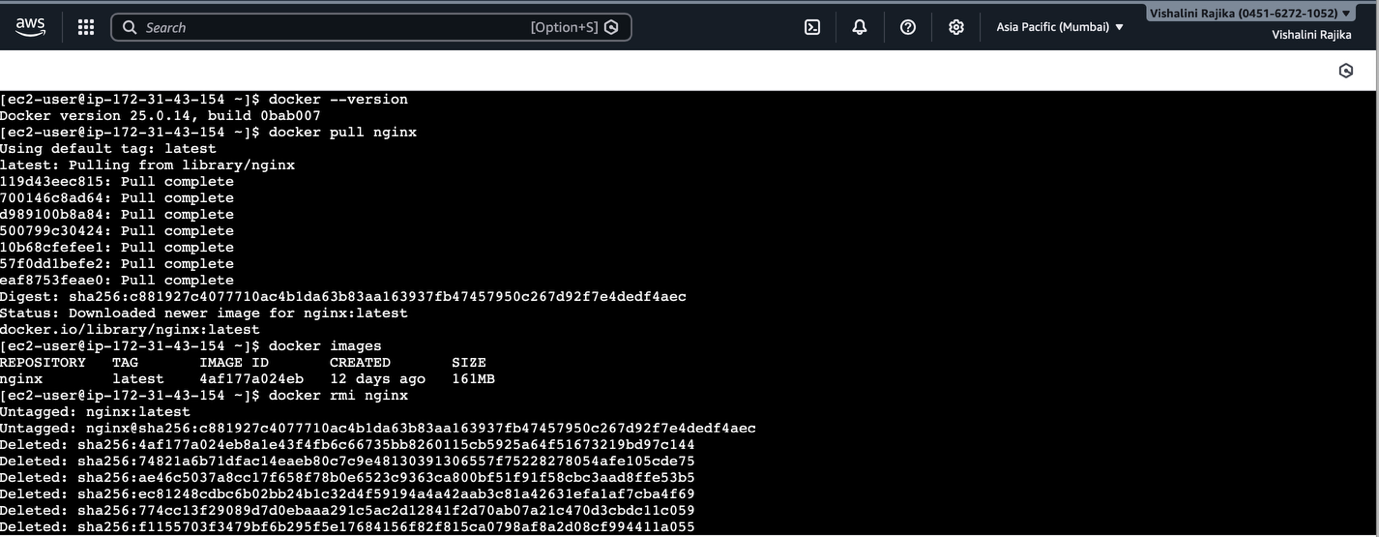 aws
Search
[Option+S]
Asia Pacific (Mumbai) ▼
Vishalini Rajika (0451-6272-1052) ▼
Vishalini Rajika
[ec2-user@ip-172-31-43-154 ~]$ docker --version
Docker version 25.0.14, build 0bab007
[ec2-user@ip-172-31-43-154 ~]$ docker pull nginx
Using default tag: latest
latest: Pulling from library/nginx
119d43eec815: Pull complete
700146c8ad64: Pull complete
d989100b8a84: Pull complete
500799c30424: Pull complete
10b68cfefee1: Pull complete
57f0dd1befe2: Pull complete
eaf8753feae0: Pull complete
Digest: sha256:c881927c4077710ac4b1da63b83aa163937fb47457950c267d92f7e4dedf4aec
Status: Downloaded newer image for nginx:latest
docker.io/library/nginx:latest
[ec2-user@ip-172-31-43-154 ~]$ docker images
REPOSITORY TAG IMAGE ID CREATED SIZE
nginx latest 4af177a024eb 12 days ago 161MB
[ec2-user@ip-172-31-43-154 ~]$ docker rmi nginx
Untagged: nginx:latest
Untagged: nginx@sha256:c881927c4077710ac4b1da63b83aa163937fb47457950c267d92f7e4dedf4aec
Deleted: sha256:4af177a024eb8a1e43f4fb6c66735bb8260115cb5925a64f51673219bd97c144
Deleted: sha256:74821a6b71dfac14eaeb80c7c9e48130391306557f75228278054afe105cde75
Deleted: sha256:ae46c5037a8cc17f658f78b0e6523c9363ca800bf51f91f58cbc3aad8ffe53b5
Deleted: sha256:ec81248cdbc6b02bb24b1c32d4f59194a4a42aab3c81a42631efa1af7cba4f69
Deleted: sha256:774cc13f29089d7d0ebaaa291c5ac2d12841f2d70ab07a21c470d3cbdc11c059
Deleted: sha256:f1155703f3479bf6b295f5e17684156f82f815ca0798af8a2d08cf994411a055